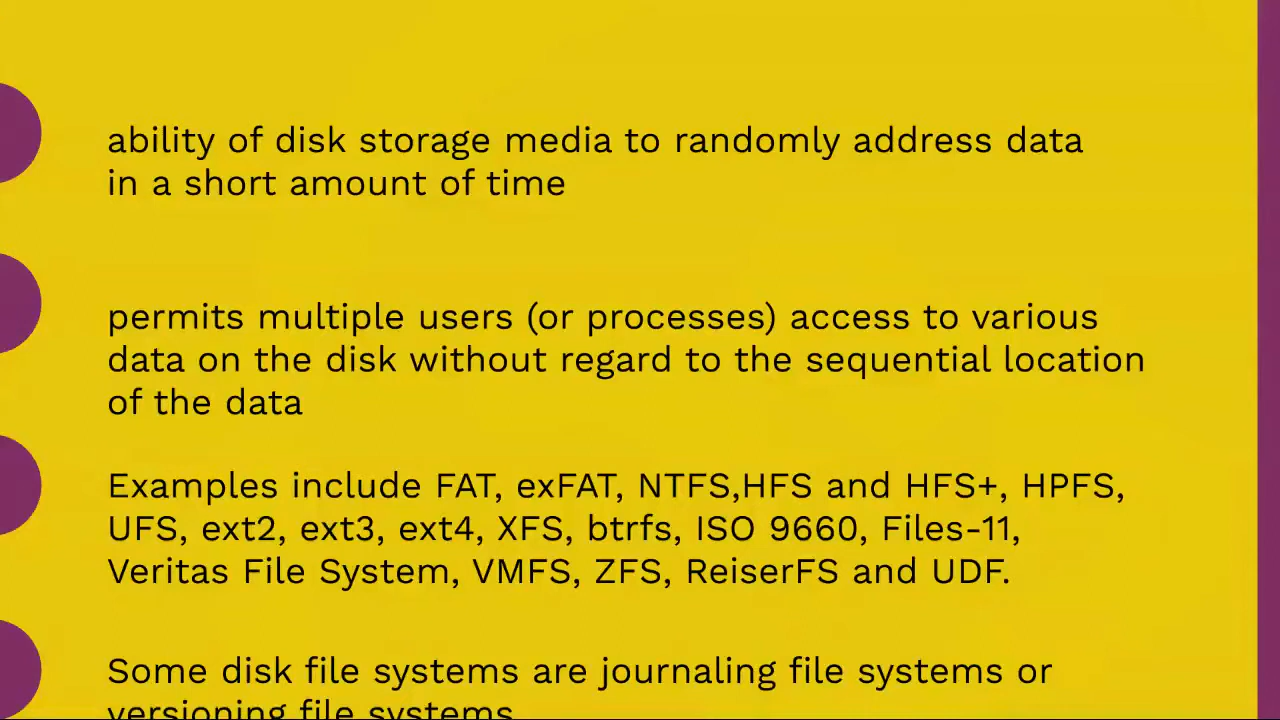 ability of disk storage media to randomly address data
in a short amount of time
permits multiple users (or processes) access to various
data on the disk without regard to the sequential location
of the data
Examples include FAT, exFAT, NTFS,HFS and HFS+, HPFS,
UFS, ext2, ext3, ext4, XFS, btrfs, ISO 9660, Files-11,
Veritas File System, VMFS, ZFS, ReiserFS and UDF.
Some disk file systems are journaling file systems or
versioning file systems